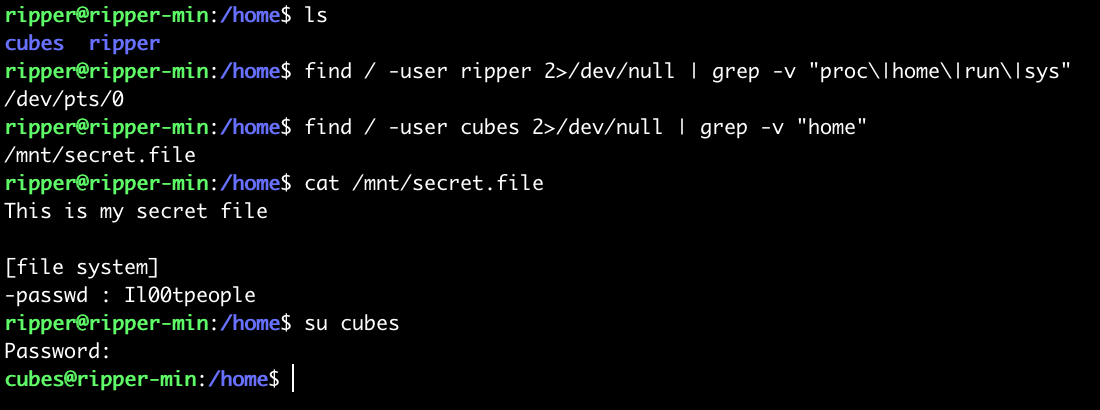 ripper@ripper-min:/home$ ls
cubes  ripper
ripper@ripper-min:/home$ find / -user ripper 2>/dev/null | grep -v "proc\|home\|run\|sys"
/dev/pts/0
ripper@ripper-min:/home$ find / -user cubes 2>/dev/null | grep -v "home"
/mnt/secret.file
ripper@ripper-min:/home$ cat /mnt/secret.file
This is my secret file

[file system]
-passwd : Il00tpeople
ripper@ripper-min:/home$ su cubes
Password:
cubes@ripper-min:/home$